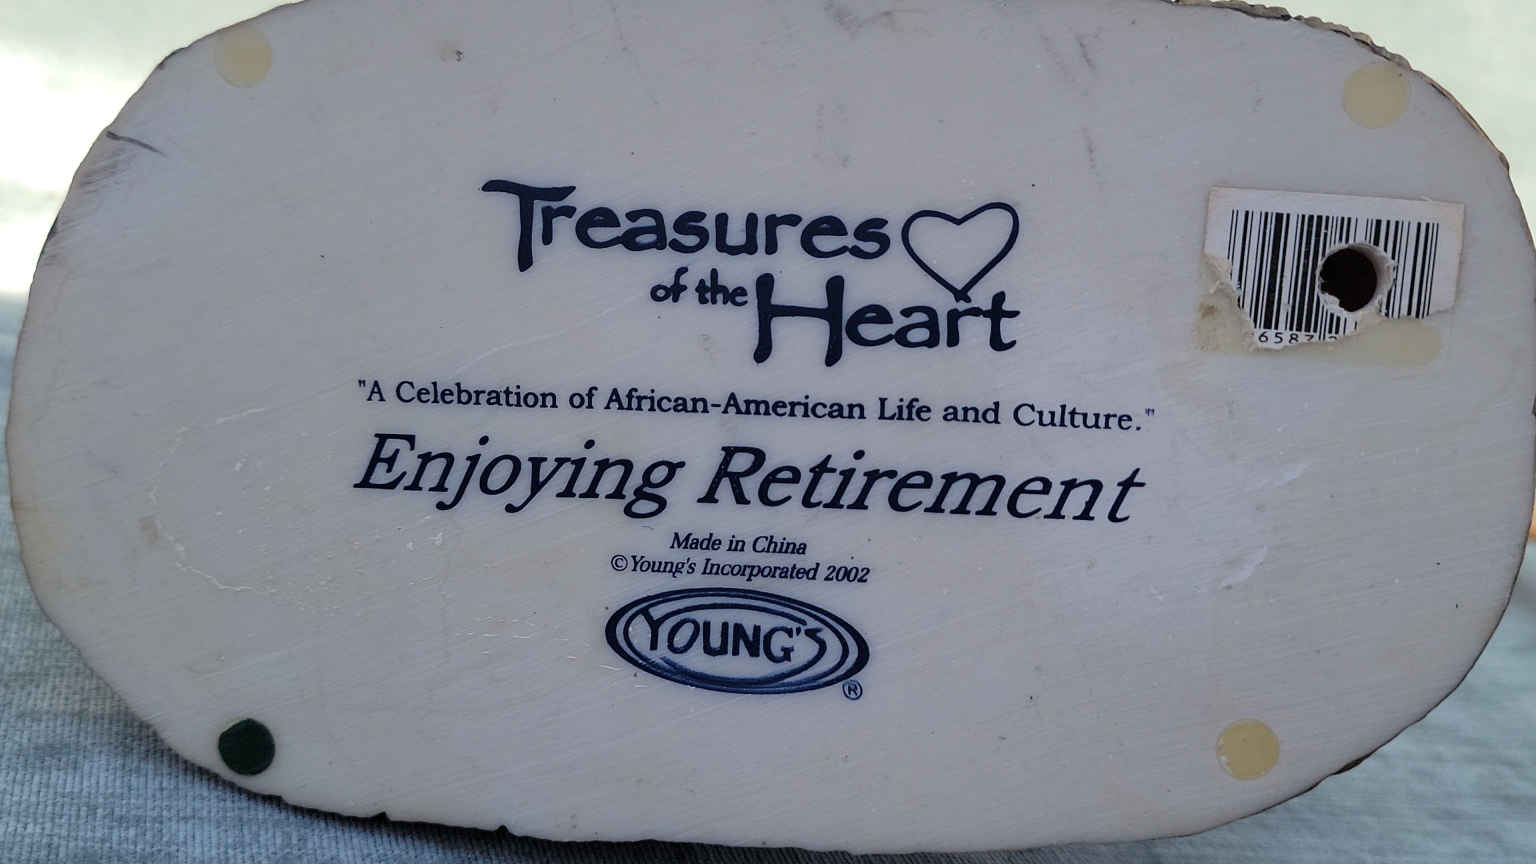 Treasures
of the Heart
"A Celebration of African-American Life and Culture."
Enjoying Retirement
Made in China
©Young's Incorporated 2002
YOUNG'S
®
6587